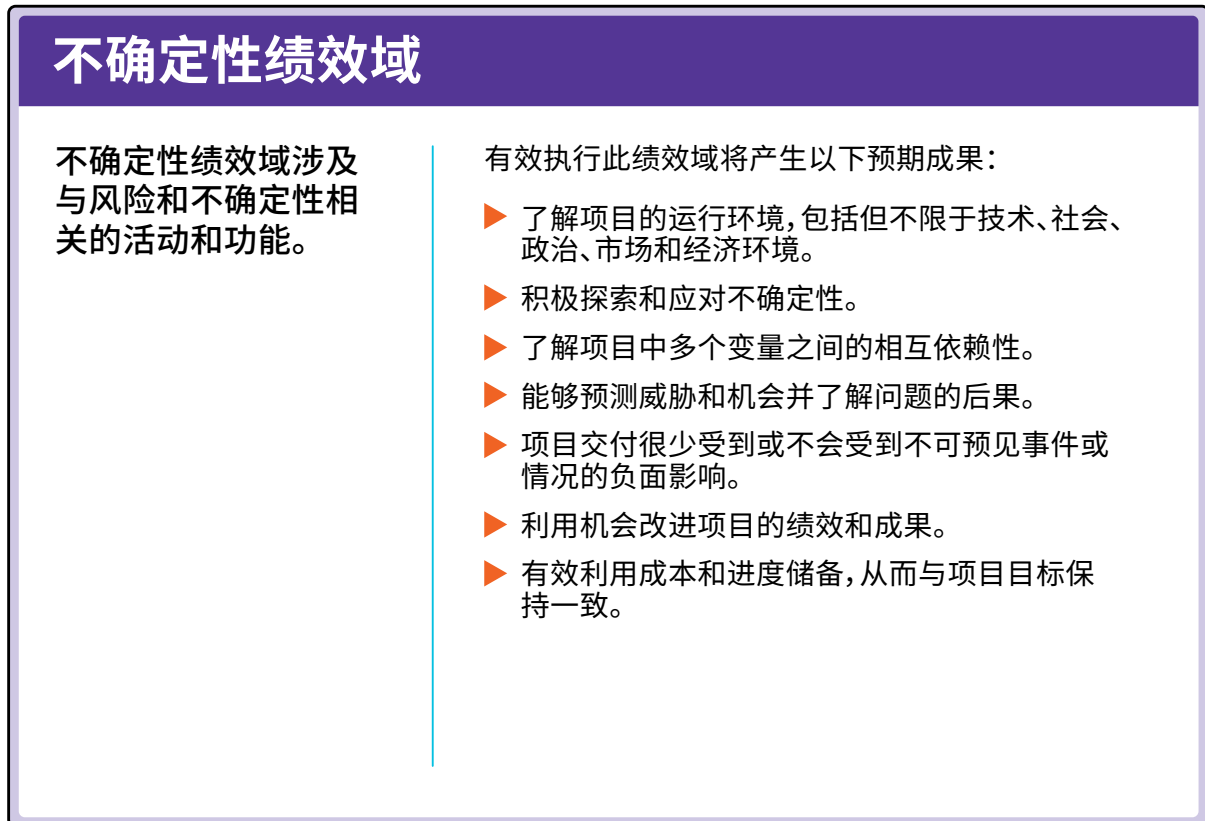 不确定性绩效域
不确定性绩效域涉及
与风险和不确定性相
关的活动和功能。
有效执行此绩效域将产生以下预期成果：
了解项目的运行环境，包括但不限于技术、社会、
政治、市场和经济环境。
积极探索和应对不确定性。
了解项目中多个变量之间的相互依赖性。
能够预测威胁和机会并了解问题的后果。
项目交付很少受到或不会受到不可预见事件或
情况的负面影响。
利用机会改进项目的绩效和成果。
有效利用成本和进度储备，从而与项目目标保
持一致。